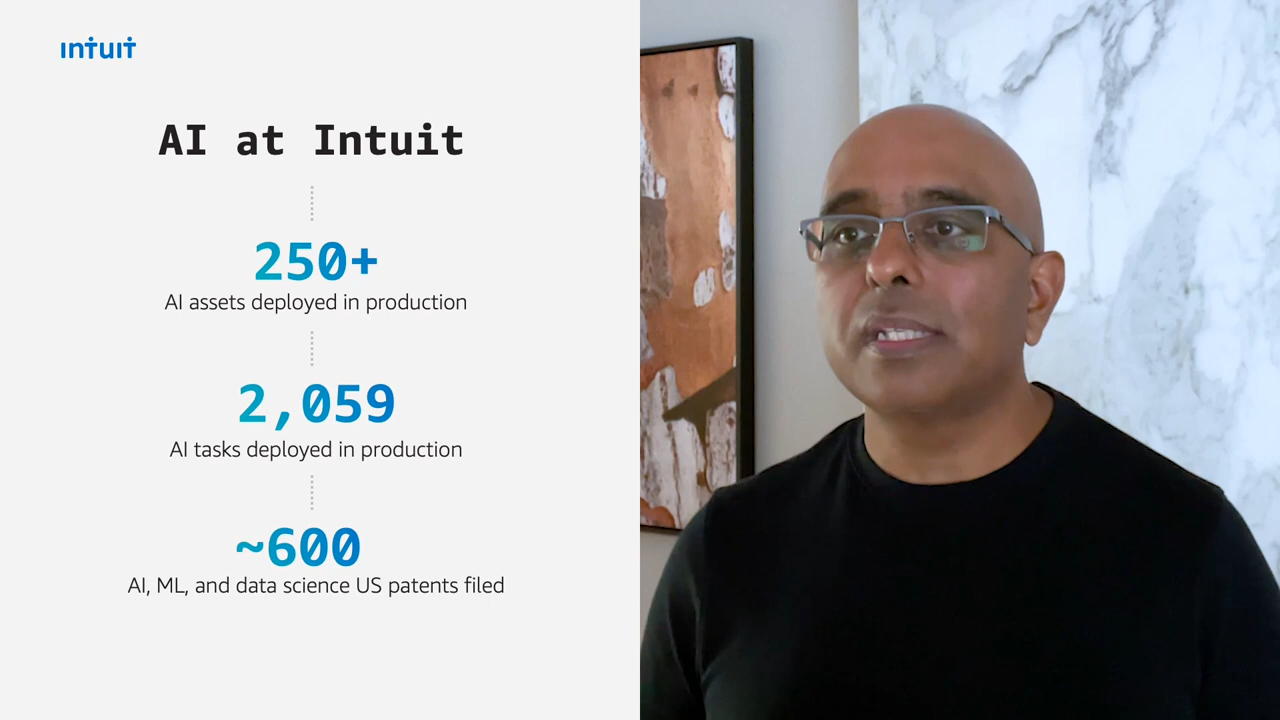 intuit
AI at Intuit
250+
AI assets deployed in production
2,059
AI tasks deployed in production
~600
AI, ML, and data science US patents filed